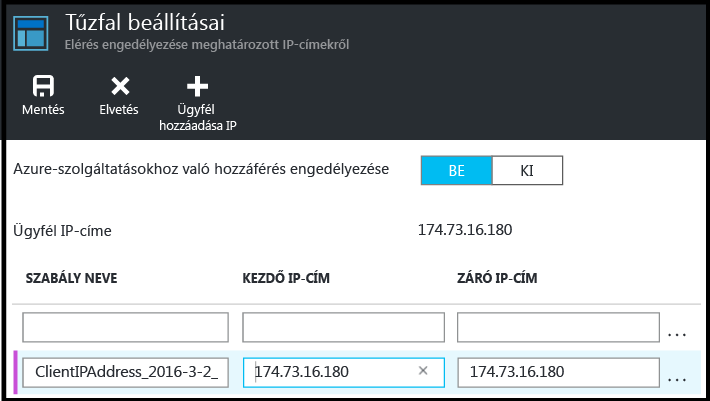 Tűzfal beállításai
Elérés engedélyezése meghatározott IP-címekről
Mentés
Elvetés
Ügyfél
hozzáadása IP
Azure-szolgáltatásokhoz való hozzáférés engedélyezése
BE
KI
Ügyfél IP-címe
174.73.16.180
SZABÁLY NEVE
KEZDŐ IP-CÍM
ZÁRÓ IP-CÍM
...
ClientIPAddress_2016-3-2_
174.73.16.180
174.73.16.180
...